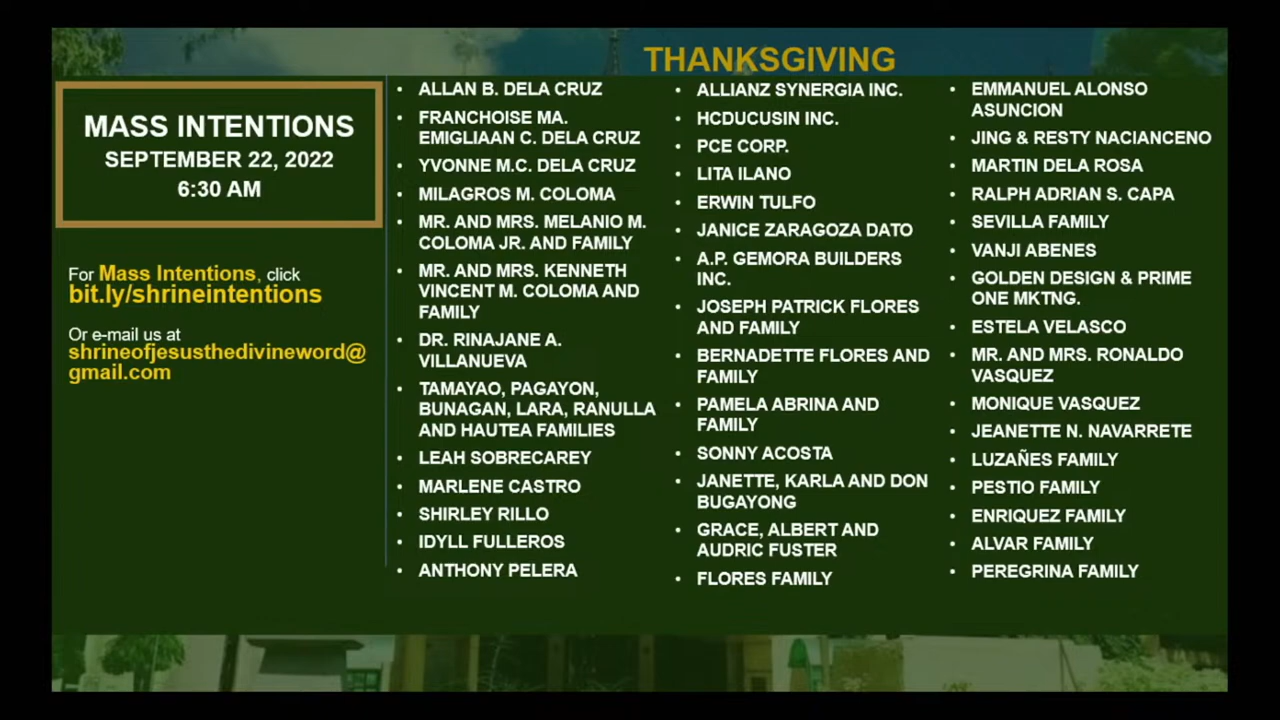 THANKSGIVING
MASS INTENTIONS
SEPTEMBER 22, 2022
6:30 AM
For Mass Intentions, click
bit.ly/shrineintentions
Or e-mail us at
shrineofjesusthedivineword@
gmail.com
• ALLAN B. DELA CRUZ
• FRANCHOISE MA.
EMIGLIAAN C. DELA CRUZ
• YVONNE M.C. DELA CRUZ
• MILAGROS M. COLOMA
• MR. AND MRS. MELANIO M.
COLOMA JR. AND FAMILY
• MR. AND MRS. KENNETH
VINCENT M. COLOMA AND
FAMILY
• DR. RINAJANE A.
VILLANUEVA
• TAMAYAO, PAGAYON,
BUNAGAN, LARA, RANULLA
AND HAUTEA FAMILIES
• LEAH SOBRECAREY
• MARLENE CASTRO
• SHIRLEY RILLO
• IDYLL FULLEROS
• ANTHONY PELERA
• ALLIANZ SYNERGIA INC.
• HCDUCUSIN INC.
• PCE CORP.
• LITA ILANO
• ERWIN TULFO
• JANICE ZARAGOZA DATO
• A.P. GEMORA BUILDERS
INC.
• JOSEPH PATRICK FLORES
AND FAMILY
• BERNADETTE FLORES AND
FAMILY
• PAMELA ABRINA AND
FAMILY
• SONNY ACOSTA
• JANETTE, KARLA AND DON
BUGAYONG
• GRACE, ALBERT AND
AUDRIC FUSTER
• FLORES FAMILY
• EMMANUEL ALONSO
ASUNCION
• JING & RESTY NACIANCENO
• MARTIN DELA ROSA
• RALPH ADRIAN S. CAPA
• SEVILLA FAMILY
• VANJI ABENES
• GOLDEN DESIGN & PRIME
ONE MKTNG.
• ESTELA VELASCO
• MR. AND MRS. RONALDO
VASQUEZ
• MONIQUE VASQUEZ
• JEANETTE N. NAVARRETE
• LUZAÑES FAMILY
• PESTIO FAMILY
• ENRIQUEZ FAMILY
• ALVAR FAMILY
• PEREGRINA FAMILY